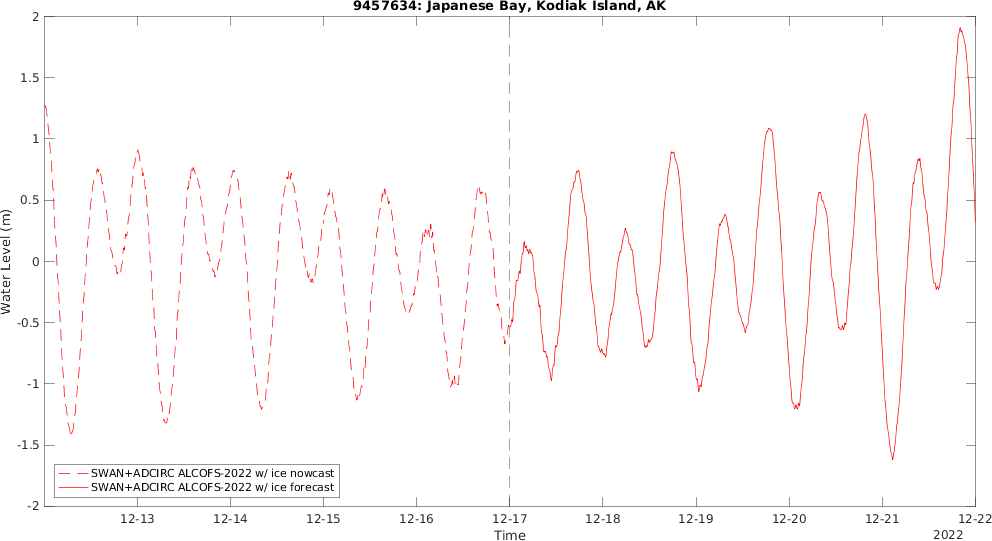 9457634: Japanese Bay, Kodiak Island, AK
2
1.5
1
0.5
0
-0.5
-1
-1.5
-2
Water Level (m)
SWAN+ADCIRC ALCOFS-2022 w/ ice nowcast
SWAN+ADCIRC ALCOFS-2022 w/ ice forecast
12-13 12-14 12-15 12-16 12-17 12-18 12-19 12-20 12-21 12-22
Time
2022